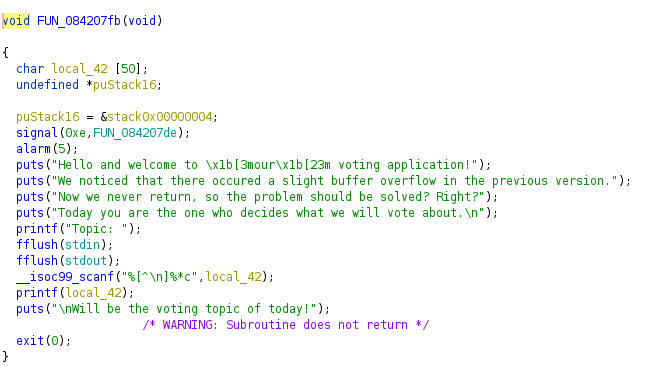 void FUN_084207fb(void)
{
char local_42 [50];
undefined *puStack16;
puStack16 = &stack0x00000004;
signal(0xe,FUN_084207de);
alarm(5);
puts("Hello and welcome to \x1b[3mour\x1b[23m voting application!");
puts("We noticed that there occured a slight buffer overflow in the previous version.");
puts("Now we never return, so the problem should be solved? Right?");
puts("Today you are the one who decides what we will vote about.\n");
printf("Topic: ");
fflush(stdin);
fflush(stdout);
__isoc99_scanf("%[^\n]%*c",local_42);
printf(local_42);
puts("\nWill be the voting topic of today!");
/* WARNING: Subroutine does not return */
exit(0);
}